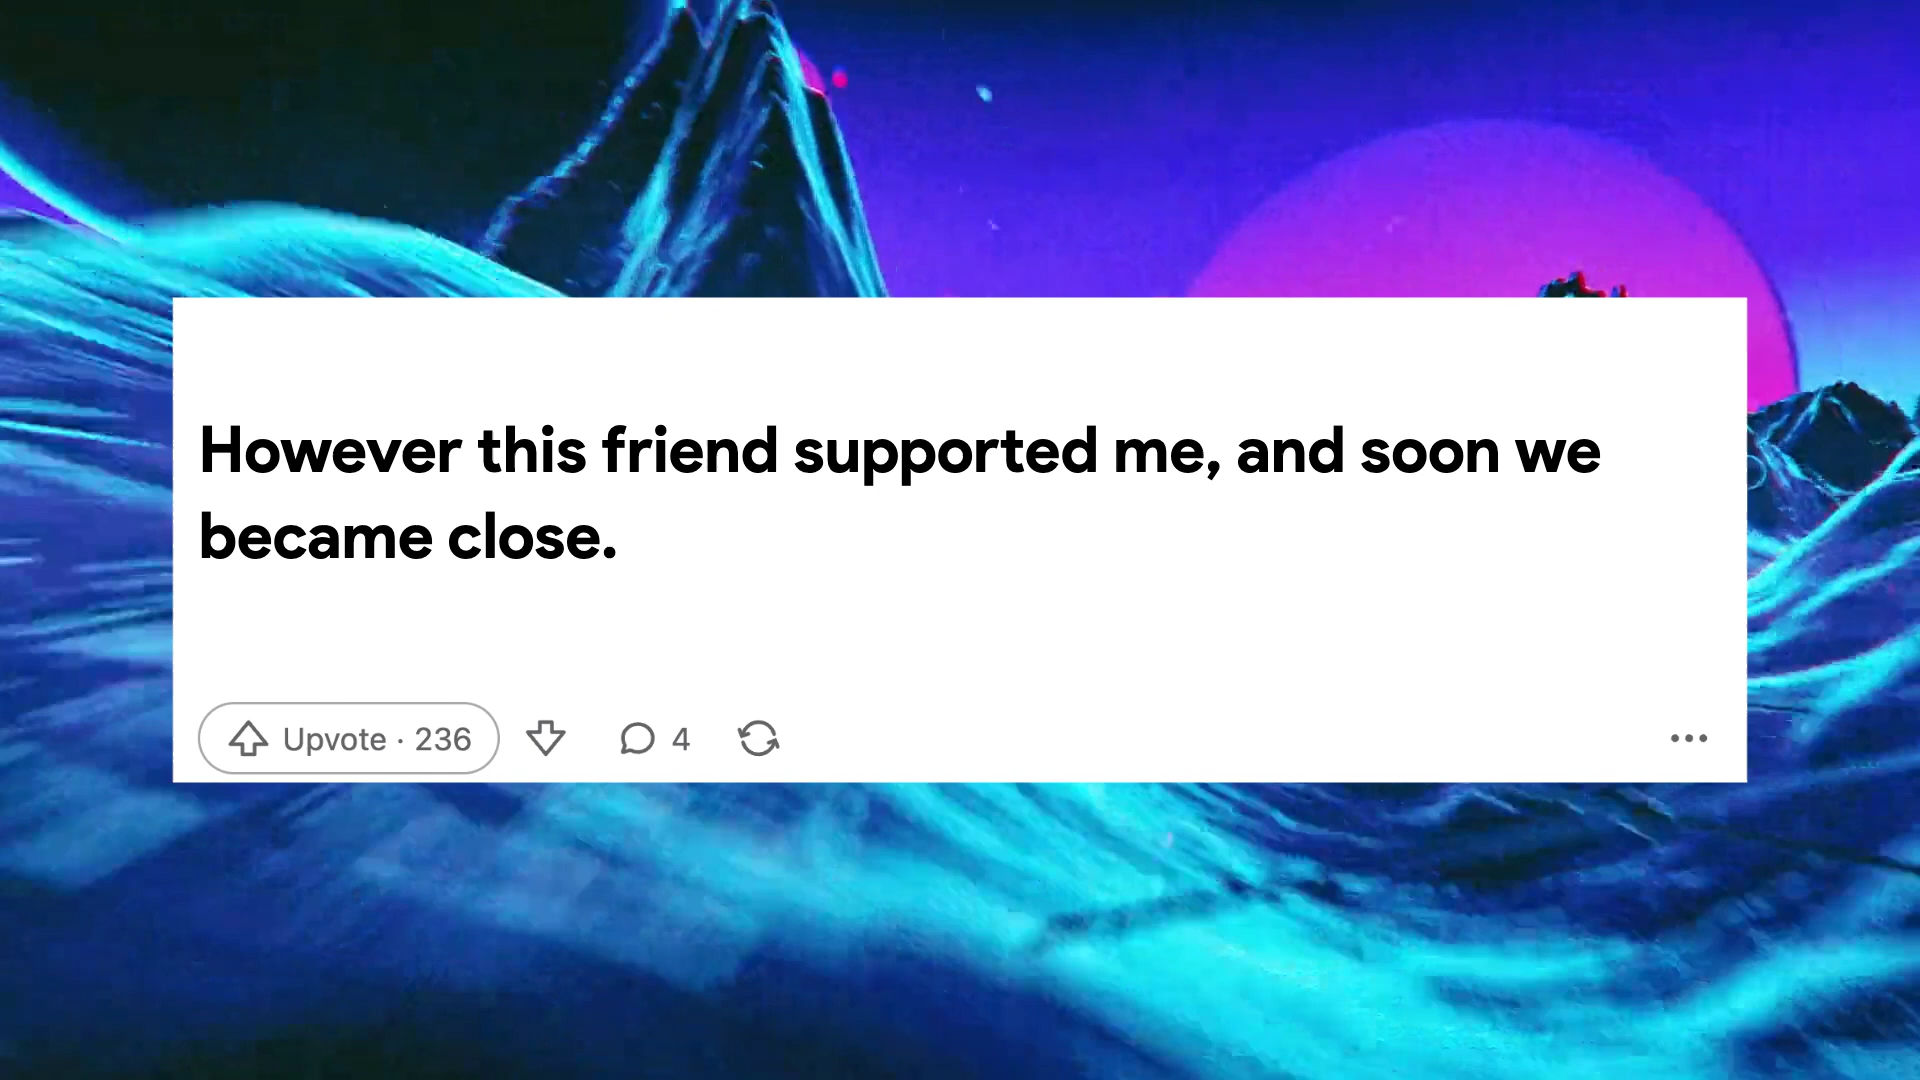 However this friend supported me, and soon we
became close.
Upvote · 236 4